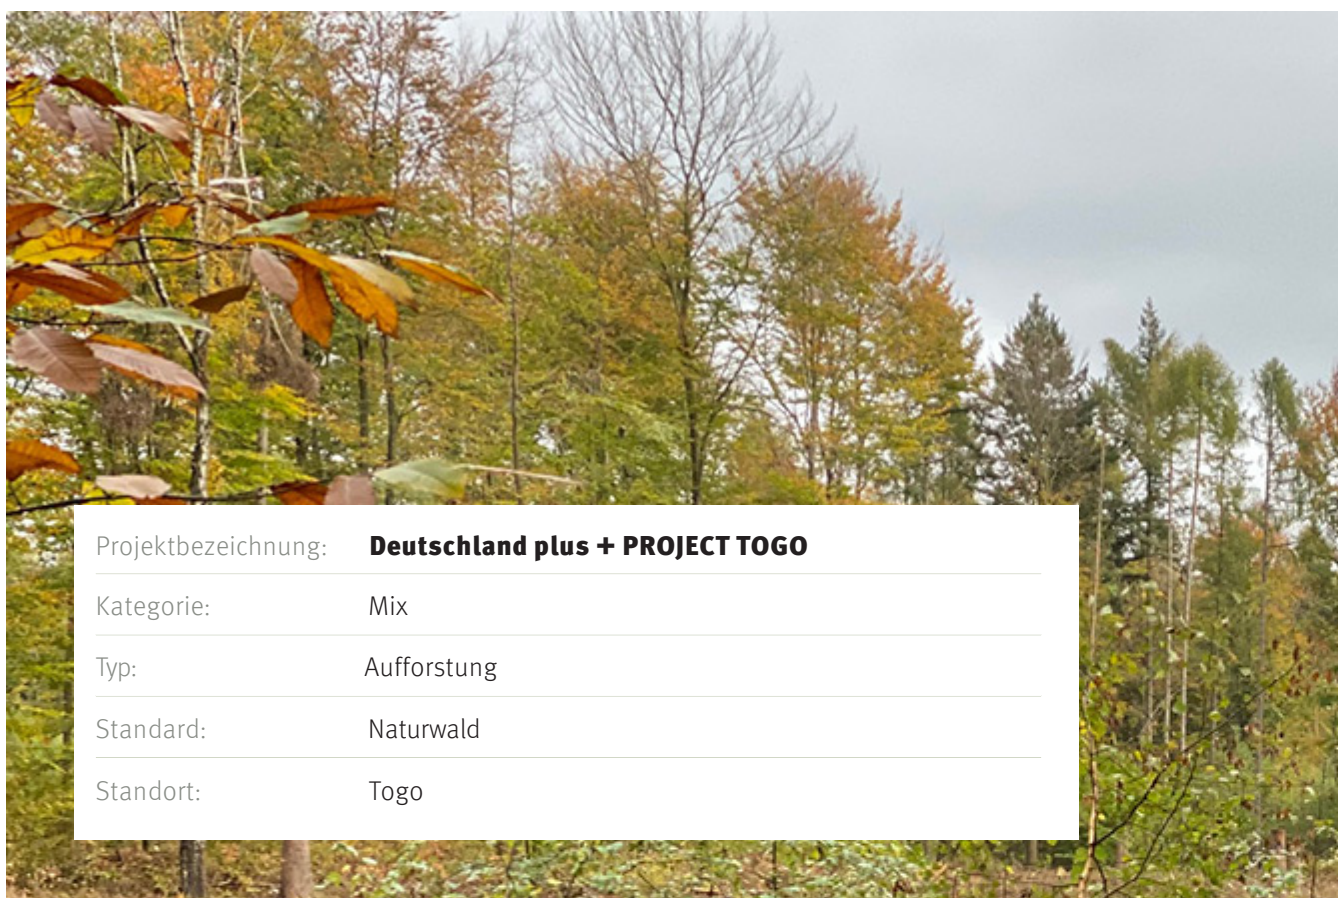 Projektbezeichnung: Deutschland plus + PROJECT TOGO
Kategorie: Mix
Typ: Aufforstung
Standard: Naturwald
Standort: Togo